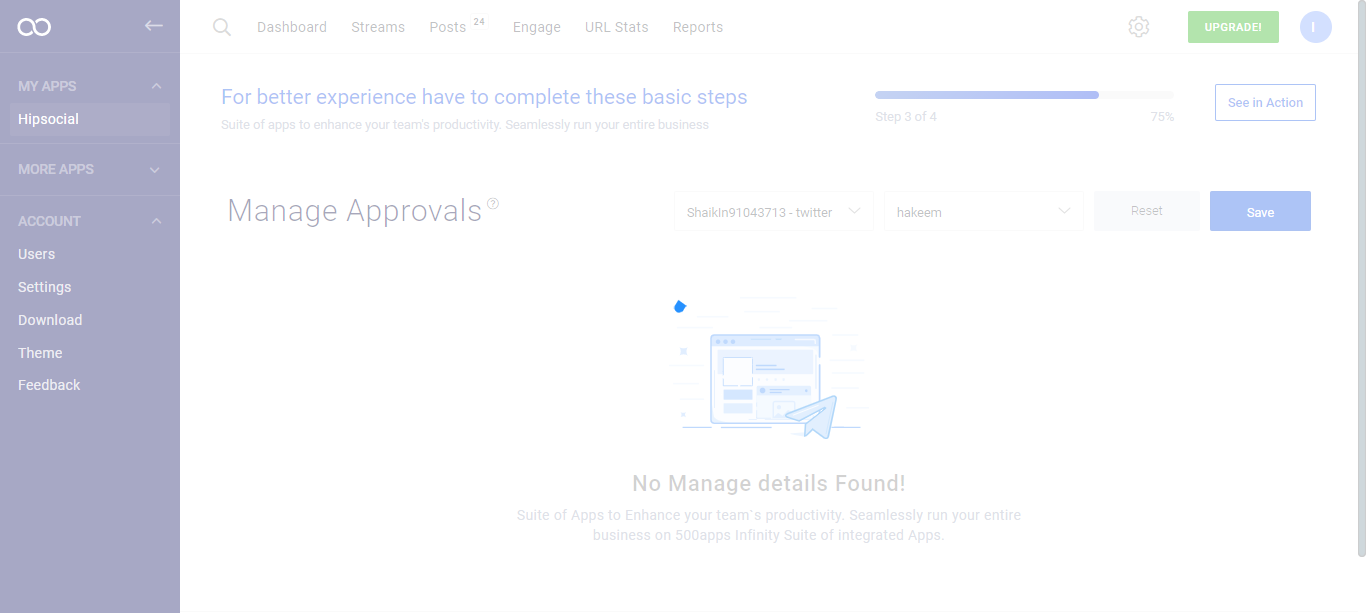 MY APPS
Hipsocial
MORE APPS
ACCOUNT
Users
Settings
Download
Theme
Feedback
Dashboard Streams Posts 24 Engage URL Stats Reports
UPGRADE! I
For better experience have to complete these basic steps
Suite of apps to enhance your team's productivity. Seamlessly run your entire business
Step 3 of 4 75%
See in Action
Manage Approvals ?
ShaikIn91043713 - twitter hakeem Reset Save
No Manage details Found!
Suite of Apps to Enhance your team's productivity. Seamlessly run your entire
business on 500apps Infinity Suite of integrated Apps.